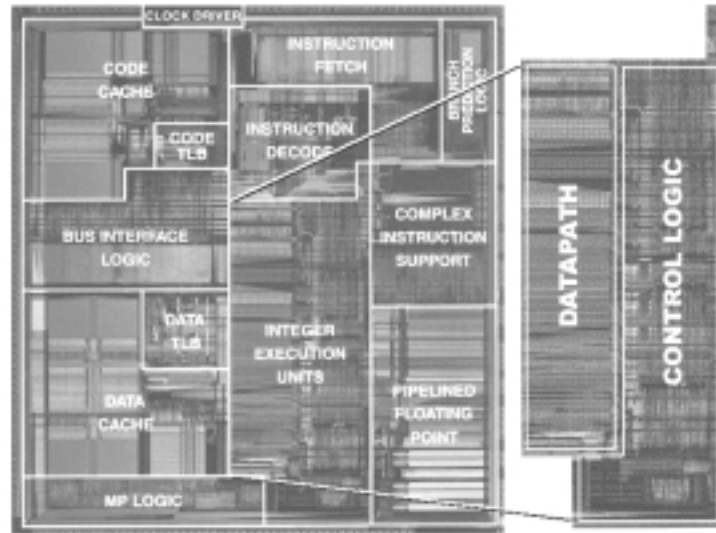 CLOCK DRIVER
CODE
CACHE
CODE
TLB
INSTRUCTION
FETCH
BRANCH
PREDICTION
LOGIC
INSTRUCTION
DECODE
BUS INTERFACE
LOGIC
COMPLEX
INSTRUCTION
SUPPORT
DATA
TLB
DATA
CACHE
INTEGER
EXECUTION
UNITS
PIPELINED
FLOATING
POINT
MP LOGIC
DATAPATH
CONTROL LOGIC